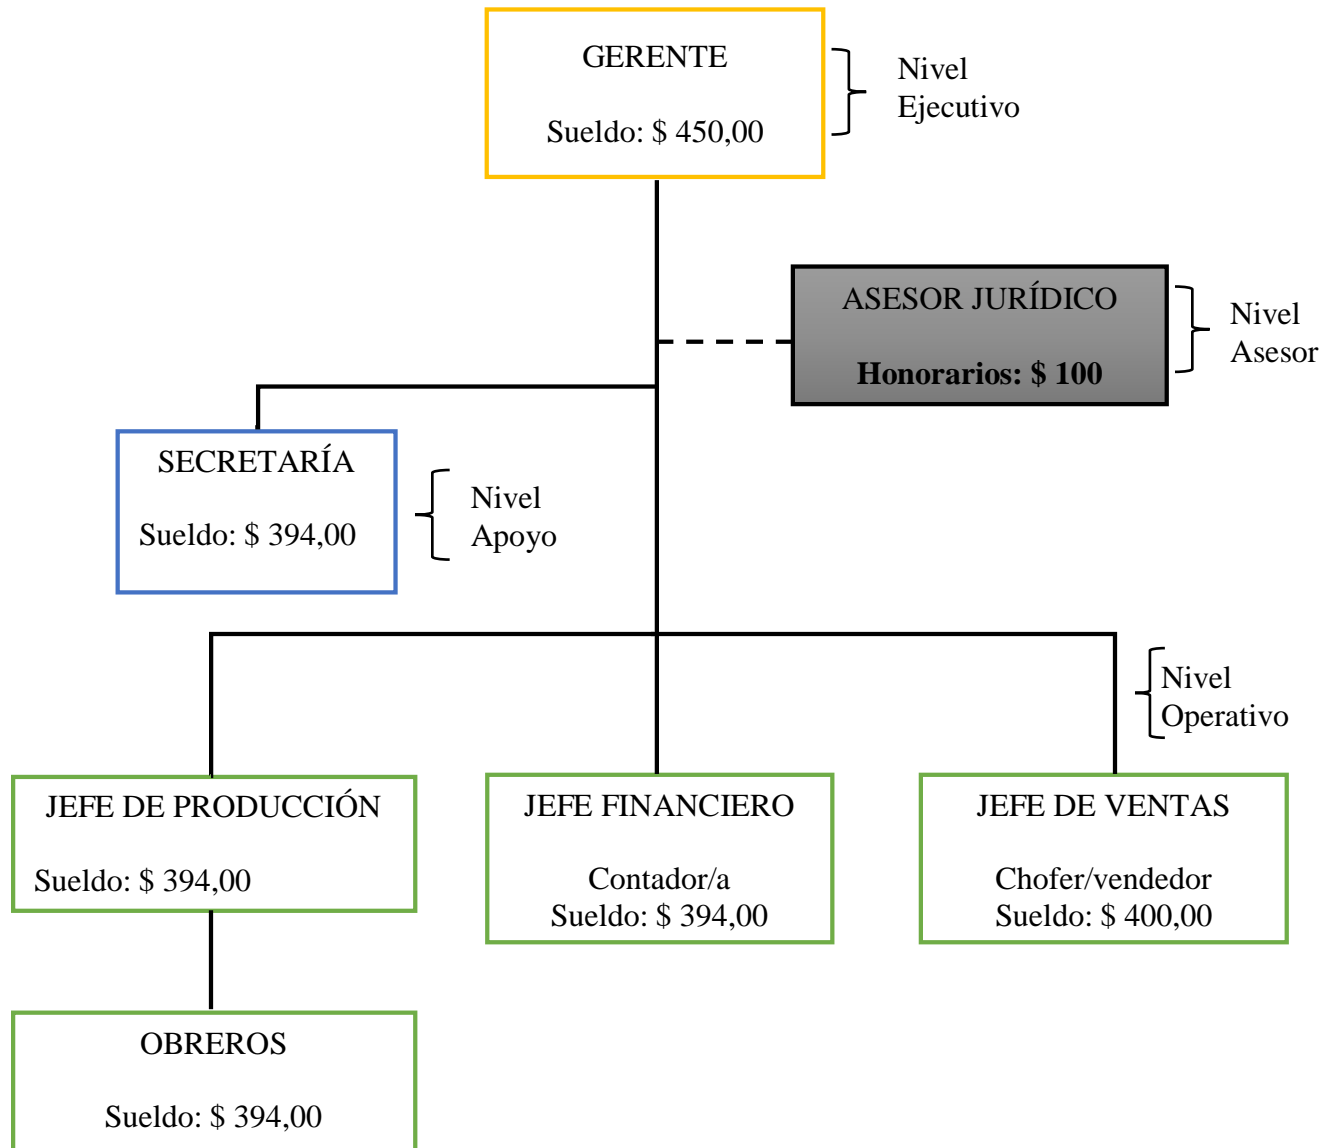 GERENTE
Sueldo: $ 450,00
Nivel
Ejecutivo
ASESOR JURÍDICO
Honorarios: $ 100
Nivel
Asesor
SECRETARÍA
Sueldo: $ 394,00
Nivel
Apoyo
Nivel
Operativo
JEFE DE PRODUCCIÓN
Sueldo: $ 394,00
JEFE FINANCIERO
Contador/a
Sueldo: $ 394,00
JEFE DE VENTAS
Chofer/vendedor
Sueldo: $ 400,00
OBREROS
Sueldo: $ 394,00